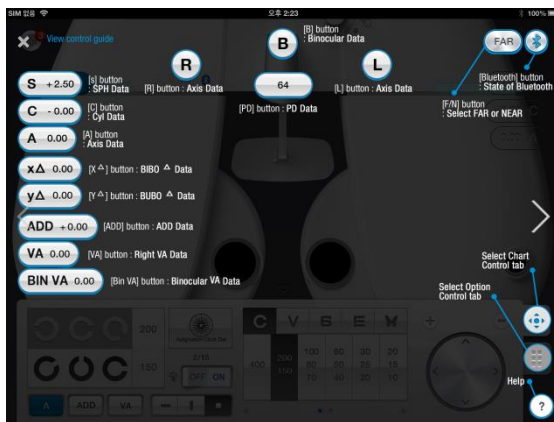 SIM 없음
오후 2:23
100%
View control guide
[B] button
: Binocular Data
B
R
L
FAR
[R] button : Axis Data
[L] button : Axis Data
64
[PD] button : PD Data
[Bluetooth] button
: State of Bluetooth
[F/N] button
: Select FAR or NEAR
S +2.50
[s] button
: SPH Data
C - 0.00
[C] button
: Cyl Data
A 0.00
[A] button
: Axis Data
x∆ 0.00
[X ∆] button : BIBO ∆ Data
y∆ 0.00
[Y ∆] button : BUBO ∆ Data
ADD +0.00
[ADD] button : ADD Data
VA 0.00
[VA] button : Right VA Data
BIN VA 0.00
[Bin VA] button : Binocular VA Data
Select Chart
Control tab
Select Option
Control tab
Help
?
200
150
2/15
OFF ON
A ADD VA
C V 6 E
400
200
150
100 60 30 20
80 50 25 15
70 40 20 10